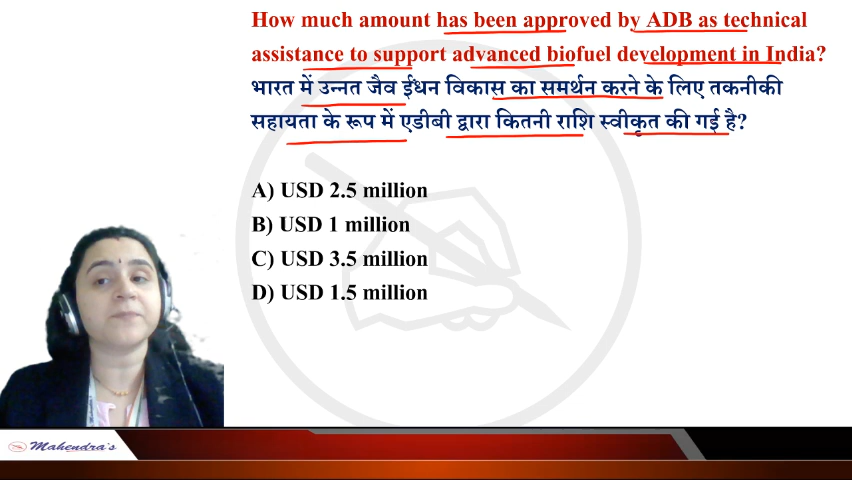 How much amount has been approved by ADB as technical
assistance to support advanced biofuel development in India?
भारत में उन्नत जैव ईंधन विकास का समर्थन करने के लिए तकनीकी
सहायता के रूप में एडीबी द्वारा कितनी राशि स्वीकृत की गई है?
A) USD 2.5 million
B) USD 1 million
C) USD 3.5 million
D) USD 1.5 million
Mahendra's